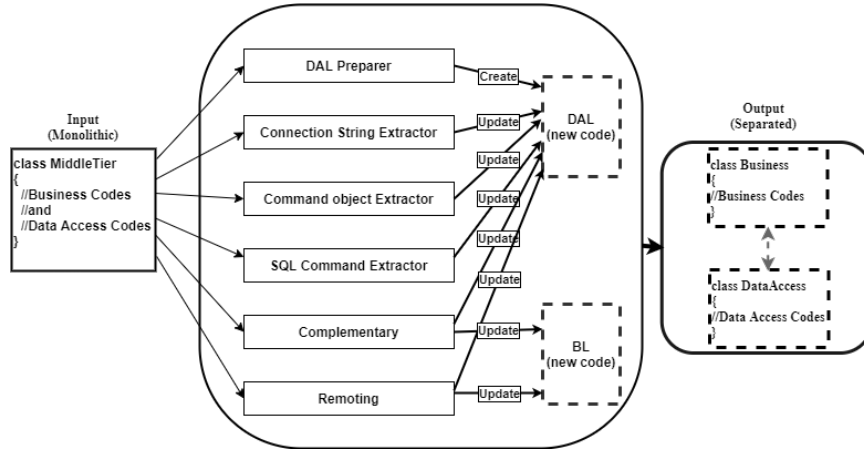 Input
(Monolithic)
class MiddleTier
{
//Business Codes
//and
//Data Access Codes
}
DAL Preparer
Connection String Extractor
Command object Extractor
SQL Command Extractor
Complementary
Remoting
Create
Update
Update
Update
Update
Update
Update
Update
DAL
(new code)
BL
(new code)
Output
(Separated)
class Business
{
//Business Codes
}
class DataAccess
{
//Data Access Codes
}